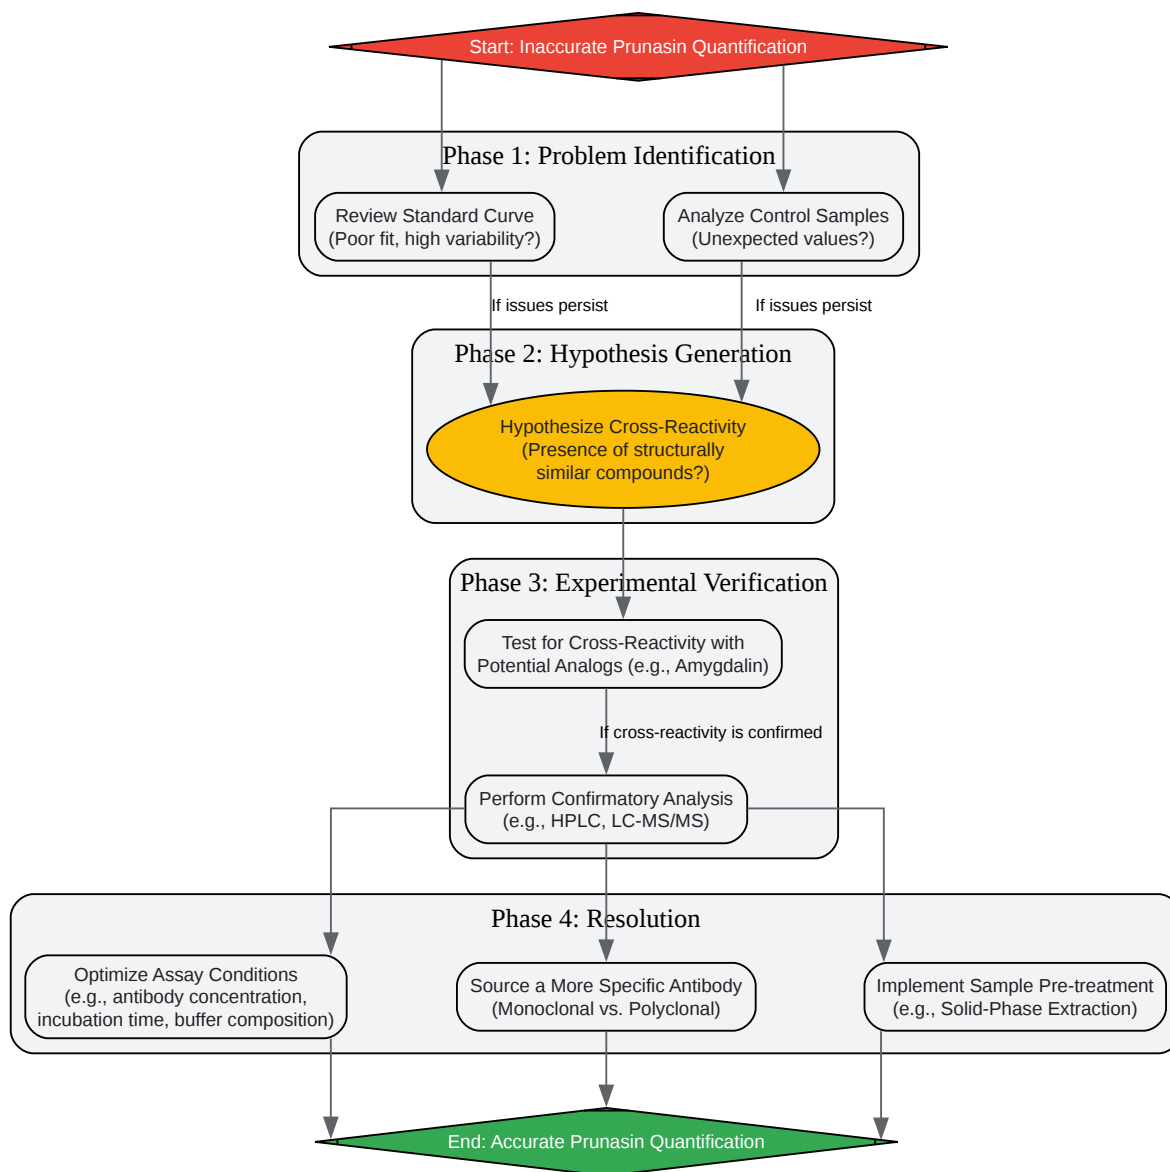 Start: Inaccurate Prunasin Quantification
Phase 1: Problem Identification
Review Standard Curve
(Poor fit, high variability?)
Analyze Control Samples
(Unexpected values?)
If issues persist
If issues persist
Phase 2: Hypothesis Generation
Hypothesize Cross-Reactivity
(Presence of structurally
similar compounds?)
Phase 3: Experimental Verification
Test for Cross-Reactivity with
Potential Analogs (e.g., Amygdalin)
If cross-reactivity is confirmed
Perform Confirmatory Analysis
(e.g., HPLC, LC-MS/MS)
Phase 4: Resolution
Optimize Assay Conditions
(e.g., antibody concentration,
incubation time, buffer composition)
Source a More Specific Antibody
(Monoclonal vs. Polyclonal)
Implement Sample Pre-treatment
(e.g., Solid-Phase Extraction)
End: Accurate Prunasin Quantification